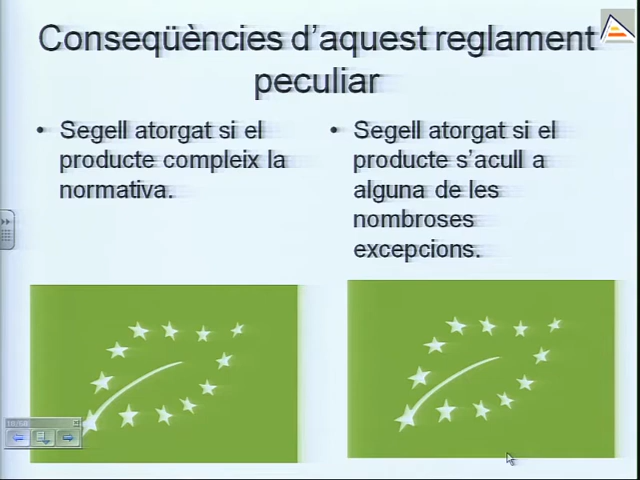 Conseqüències d'aquest reglament
peculiar
• Segell atorgat si el
producte compleix la
normativa.
• Segell atorgat si el
producte s'acull a
alguna de les
nombroses
excepcions.